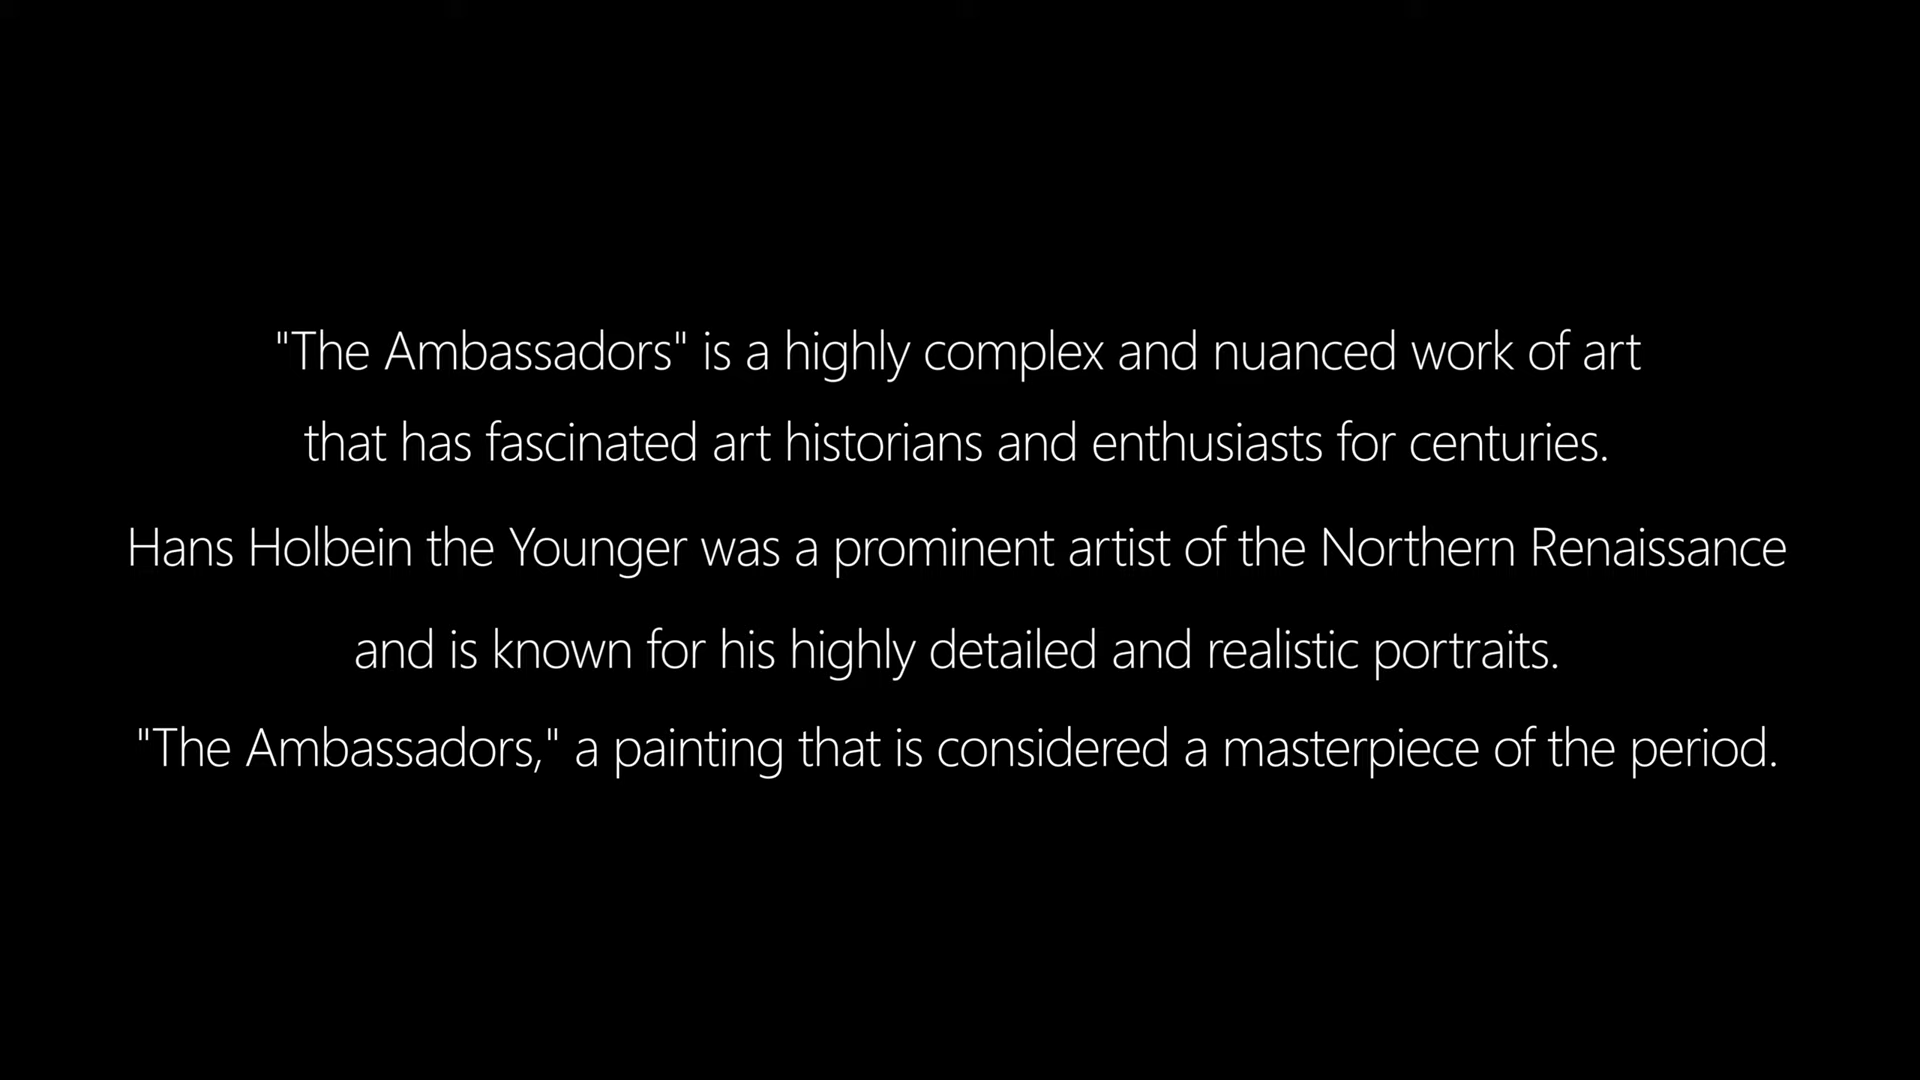 "The Ambassadors" is a highly complex and nuanced work of art
that has fascinated art historians and enthusiasts for centuries.
Hans Holbein the Younger was a prominent artist of the Northern Renaissance
and is known for his highly detailed and realistic portraits.
"The Ambassadors," a painting that is considered a masterpiece of the period.